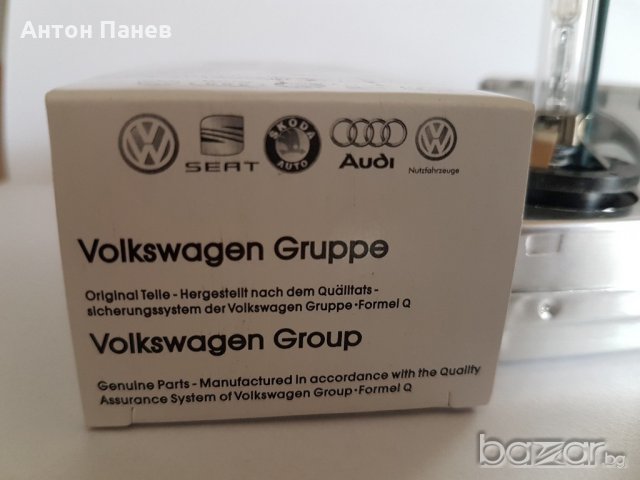 Антон Панев
SEAT
ŠKODA
AUTO
Audi
Nutzfahrzeuge
Volkswagen Gruppe
Original Teile - Hergestellt nach dem Quälitats-
sicherungssystem der Volkswagen Gruppe·Formel Q
Volkswagen Group
Genuine Parts - Manufactured in accordance with the Quality
Assurance System of Volkswagen Group·Formel Q
bazar.bg